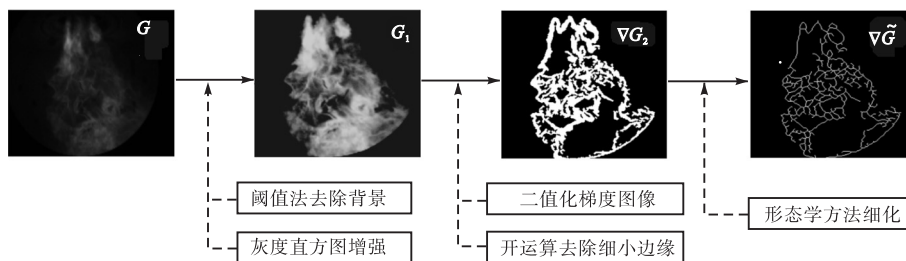 G
G₁
∇G₂
∇G̃
阈值法去除背景
灰度直方图增强
二值化梯度图像
开运算去除细小边缘
形态学方法细化